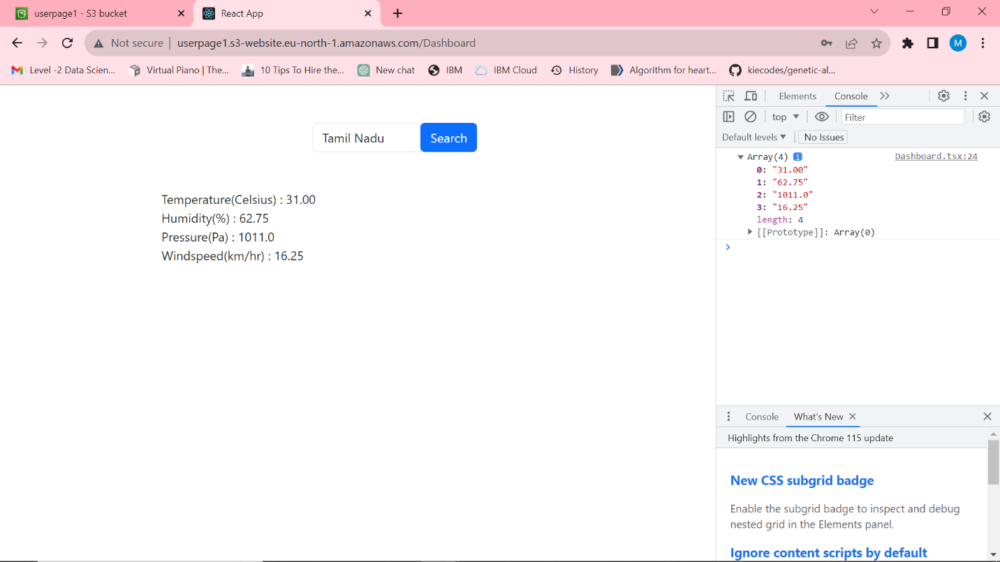 userpage1 - S3 bucket
React App
Not secure userpage1.s3-website.eu-north-1.amazonaws.com/Dashboard
M
Level -2 Data Scien...
Virtual Piano | The...
10 Tips To Hire the...
New chat
IBM
IBM Cloud
History
Algorithm for heart...
kiecodes/genetic-al...
Tamil Nadu Search
Temperature(Celsius) : 31.00
Humidity(%) : 62.75
Pressure(Pa) : 1011.0
Windspeed(km/hr) : 16.25
Elements Console
top Filter
Default levels No Issues
Array(4) i Dashboard.tsx:24
0: "31.00"
1: "62.75"
2: "1011.0"
3: "16.25"
length: 4
[[Prototype]]: Array(0)
Console What's New
Highlights from the Chrome 115 update
New CSS subgrid badge
Enable the subgrid badge to inspect and debug
nested grid in the Elements panel.
Ignore content scripts by default